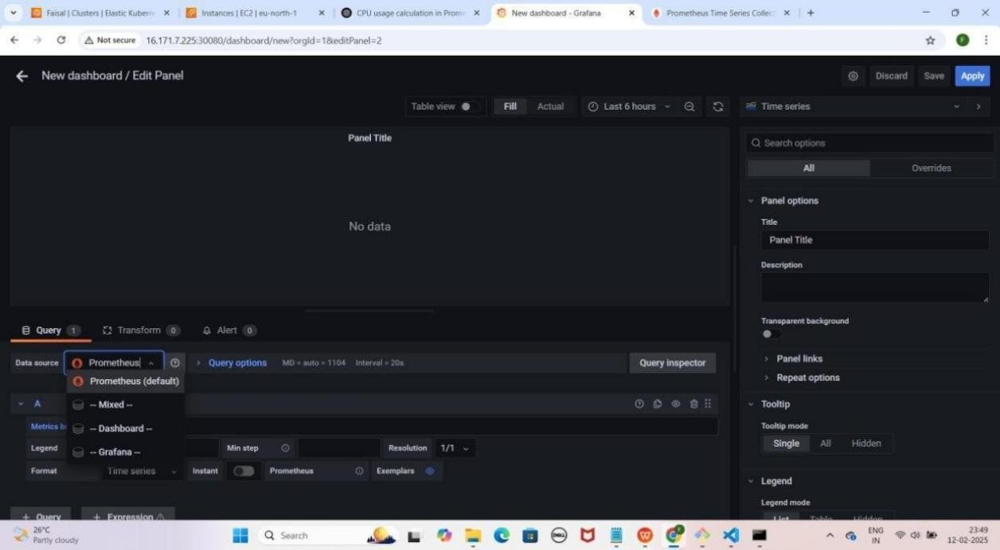 Faisal | Clusters | Elastic Kubern
Instances | EC2 | eu-north-1
CPU usage calculation in Prom
New dashboard - Grafana
Prometheus Time Series Collec
Not secure 16.171.7.225:30080/dashboard/new?orgId=1&editPanel=2
F
New dashboard / Edit Panel
Discard Save Apply
Table view Fill Actual Last 6 hours Time series
Panel Title
Search options
All Overrides
Panel options
Title
Panel Title
No data
Description
Query 1 Transform 0 Alert 0
Transparent background
Data source Prometheus Query options MD = auto = 1104 Interval = 20s Query inspector
Panel links
Prometheus (default)
Repeat options
A
-- Mixed --
Tooltip
Metrics b
-- Dashboard --
Tooltip mode
Single All Hidden
Legend Min step Resolution 1/1
-- Grafana --
Format Time series Instant Prometheus Exemplars
Legend
Legend mode
List Table Hidden
+ Query + Expression
26°C
Partly cloudy
Search
DELL
ENG
IN
23:49
12-02-2025